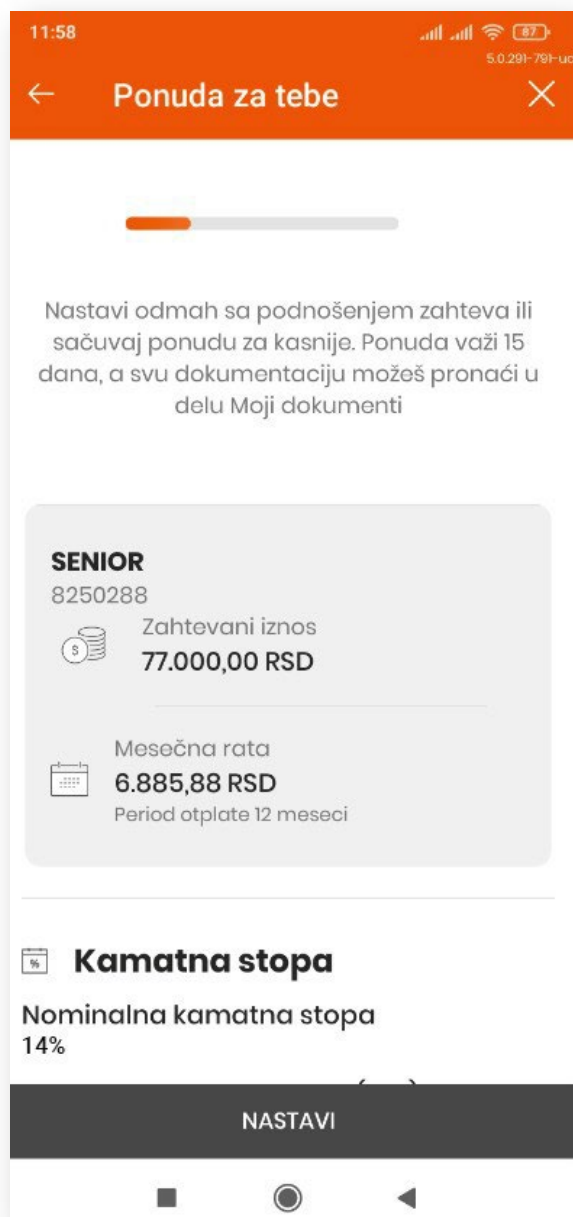 11:58
87
5.0.291-791-ua
Ponuda za tebe
Nastavi odmah sa podnošenjem zahteva ili
sačuvaj ponudu za kasnije. Ponuda važi 15
dana, a svu dokumentaciju možeš pronaći u
delu Moji dokumenti
SENIOR
8250288
Zahtevani iznos
77.000,00 RSD
Mesečna rata
6.885,88 RSD
Period otplate 12 meseci
Kamatna stopa
Nominalna kamatna stopa
14%
NASTAVI